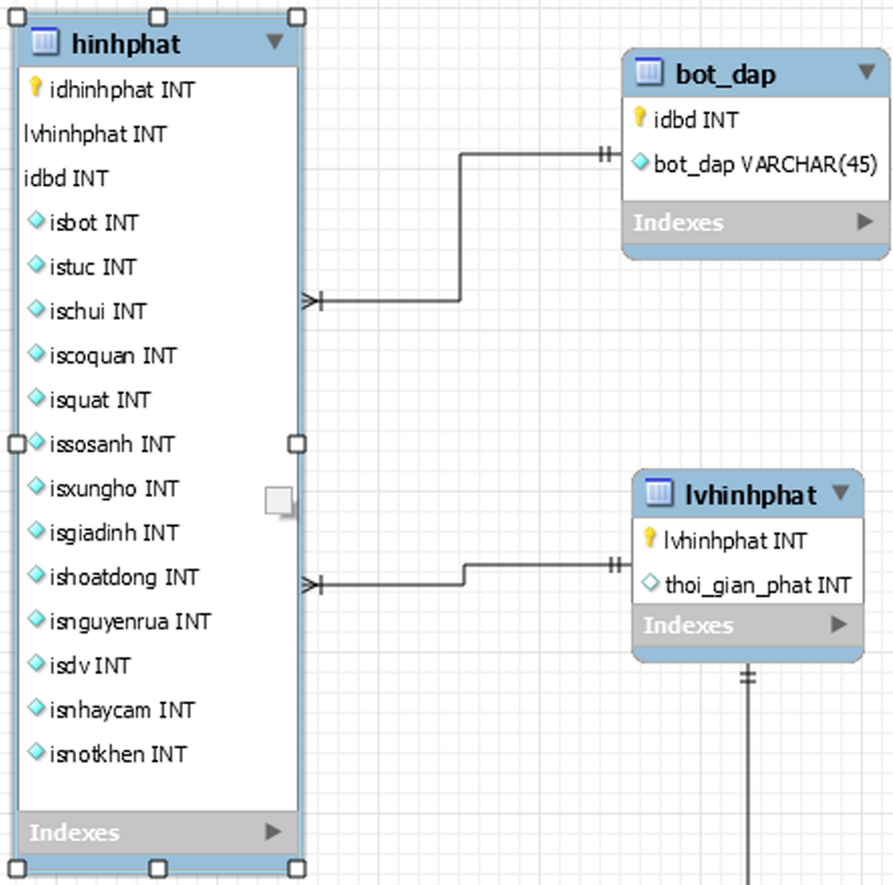 hinhphat
idhinhphat INT
lvhinhphat INT
idbd INT
isbot INT
istuc INT
ischui INT
iscoquan INT
isquat INT
issosanh INT
isxungho INT
isgiadinh INT
ishoatdong INT
isnguyenrua INT
isdv INT
isnhaycam INT
isnotkhen INT
Indexes
bot_dap
idbd INT
bot_dap VARCHAR(45)
Indexes
lvhinhphat
lvhinhphat INT
thoi_gian_phat INT
Indexes